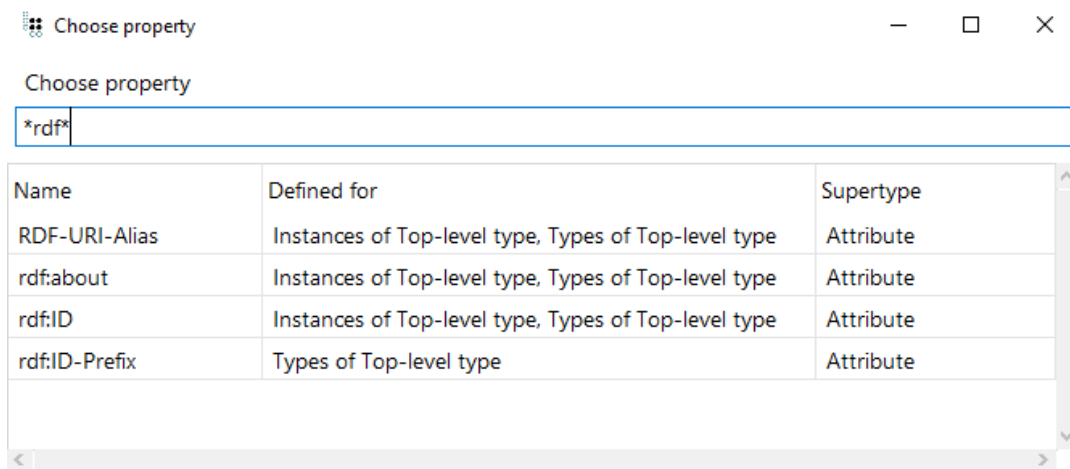 Choose property
Choose property
*rdf*
Name Defined for Supertype
RDF-URI-Alias Instances of Top-level type, Types of Top-level type Attribute
rdf:about Instances of Top-level type, Types of Top-level type Attribute
rdf:ID Instances of Top-level type, Types of Top-level type Attribute
rdf:ID-Prefix Types of Top-level type Attribute